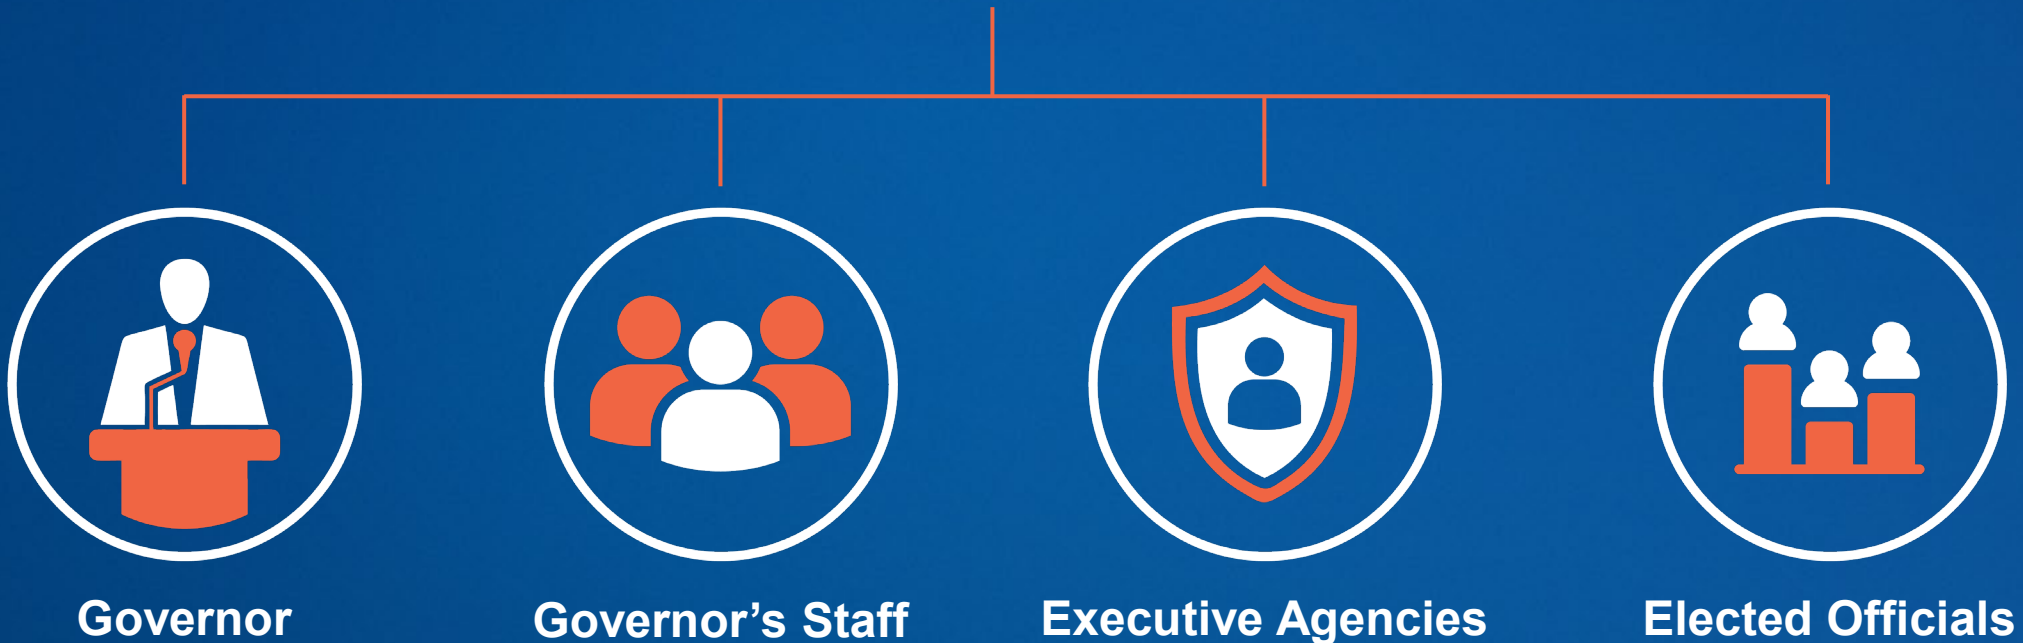 Governor
Governor’s Staff
Executive Agencies
Elected Officials